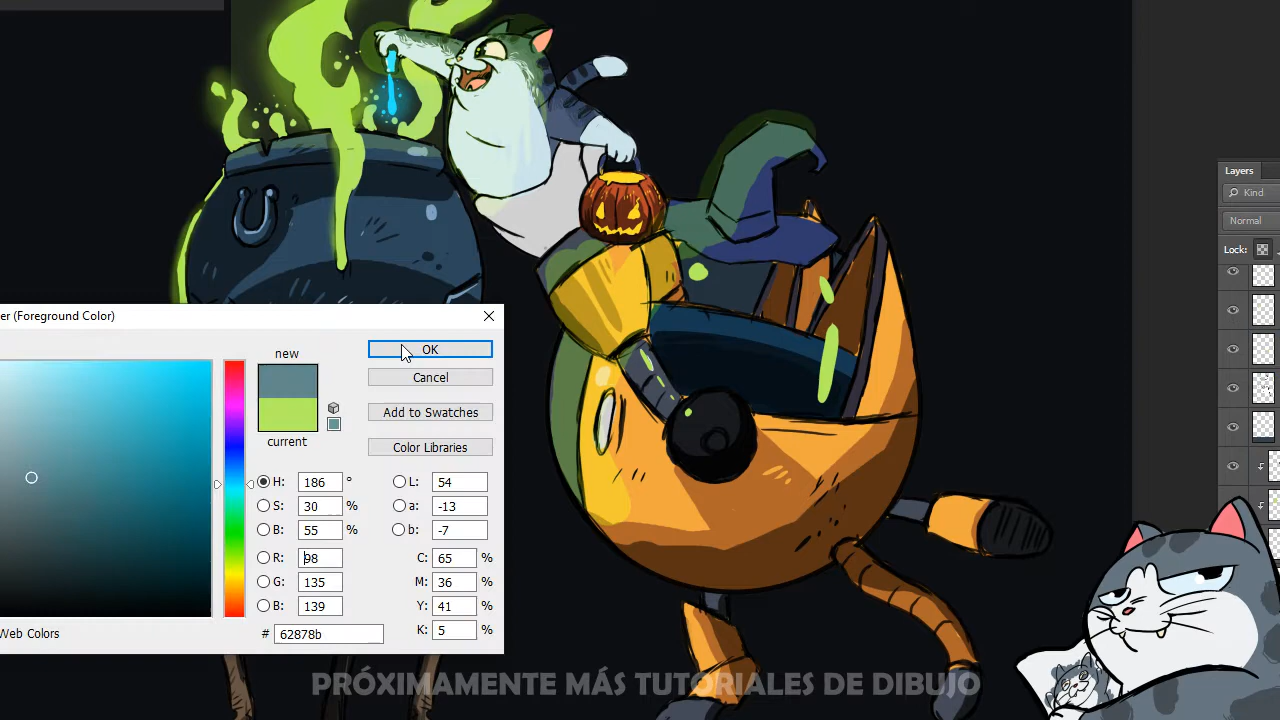 er (Foreground Color)
new
current
OK
Cancel
Add to Swatches
Color Libraries
H: 186 °
S: 30 %
B: 55 %
R: 98
G: 135
B: 139
L: 54
a: -13
b: -7
C: 65 %
M: 36 %
Y: 41 %
K: 5 %
Web Colors
# 62878b
Layers
Kind
Normal
Lock:
PRÓXIMAMENTE MÁS TUTORIALES DE DIBUJO